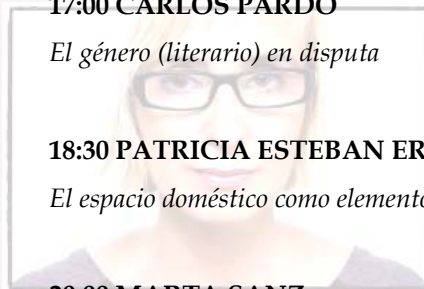 17:00 CARLOS PARDO
El género (literario) en disputa
18:30 PATRICIA ESTEBAN ER
El espacio doméstico como elemento
20:00 MARTA SANZ